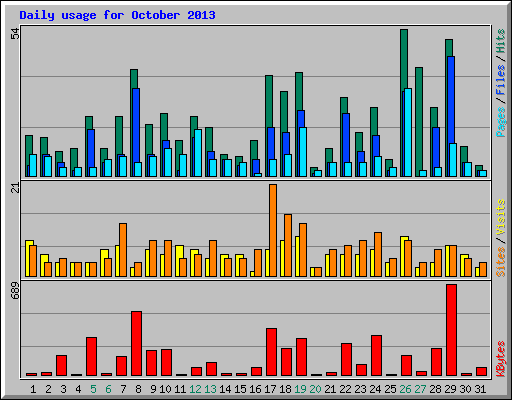 Daily usage for October 2013
54
Pages / Files / Hits
21
Sites / Visits
689
KBytes
1 2 3 4 5 6 7 8 9 10 11 12 13 14 15 16 17 18 19 20 21 22 23 24 25 26 27 28 29 30 31